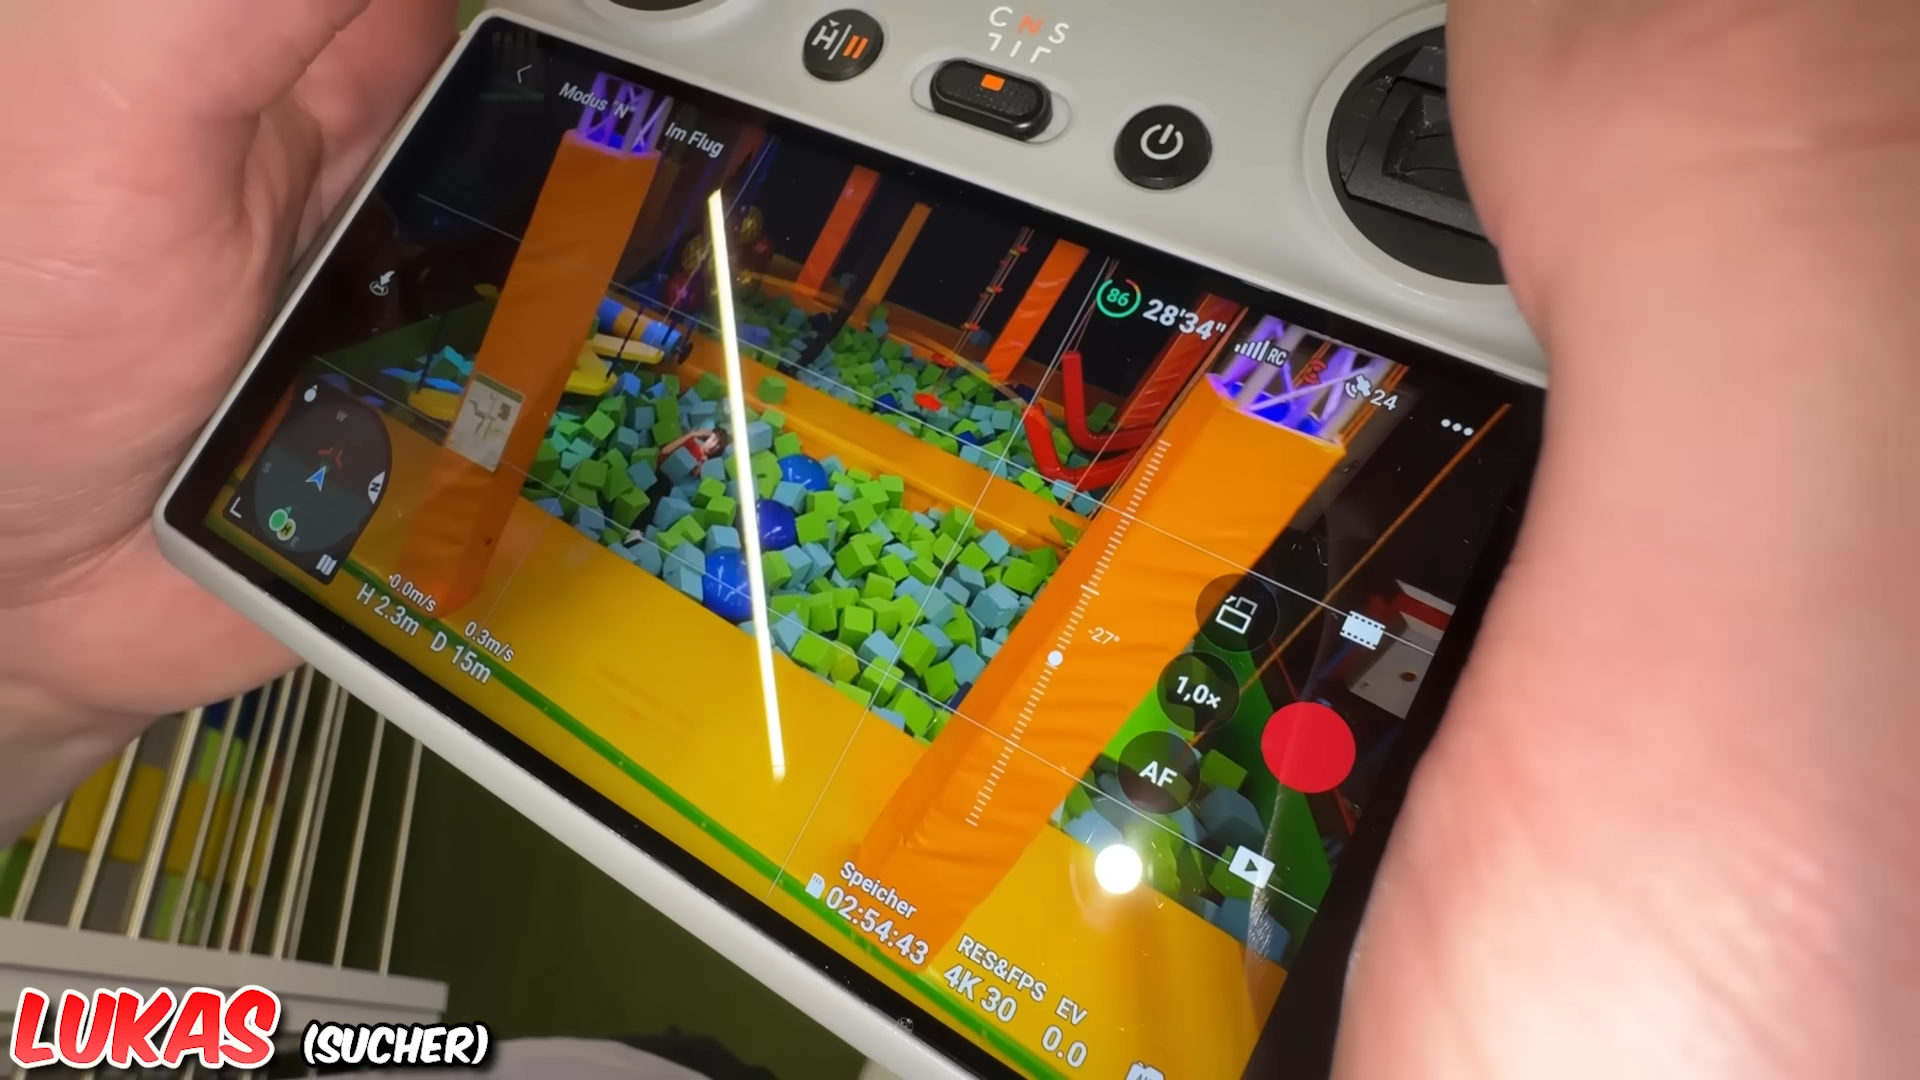 C N S
H
Modus "N"
Im Flug
86 28'34"
RC
24
W
S
N
E
H
L
0.0m/s
0.3m/s
H 2.3m D 15m
-27°
1,0x
AF
Speicher
02:54:43
RES&FPS EV
4K 30 0.0
LUKAS (SUCHER)